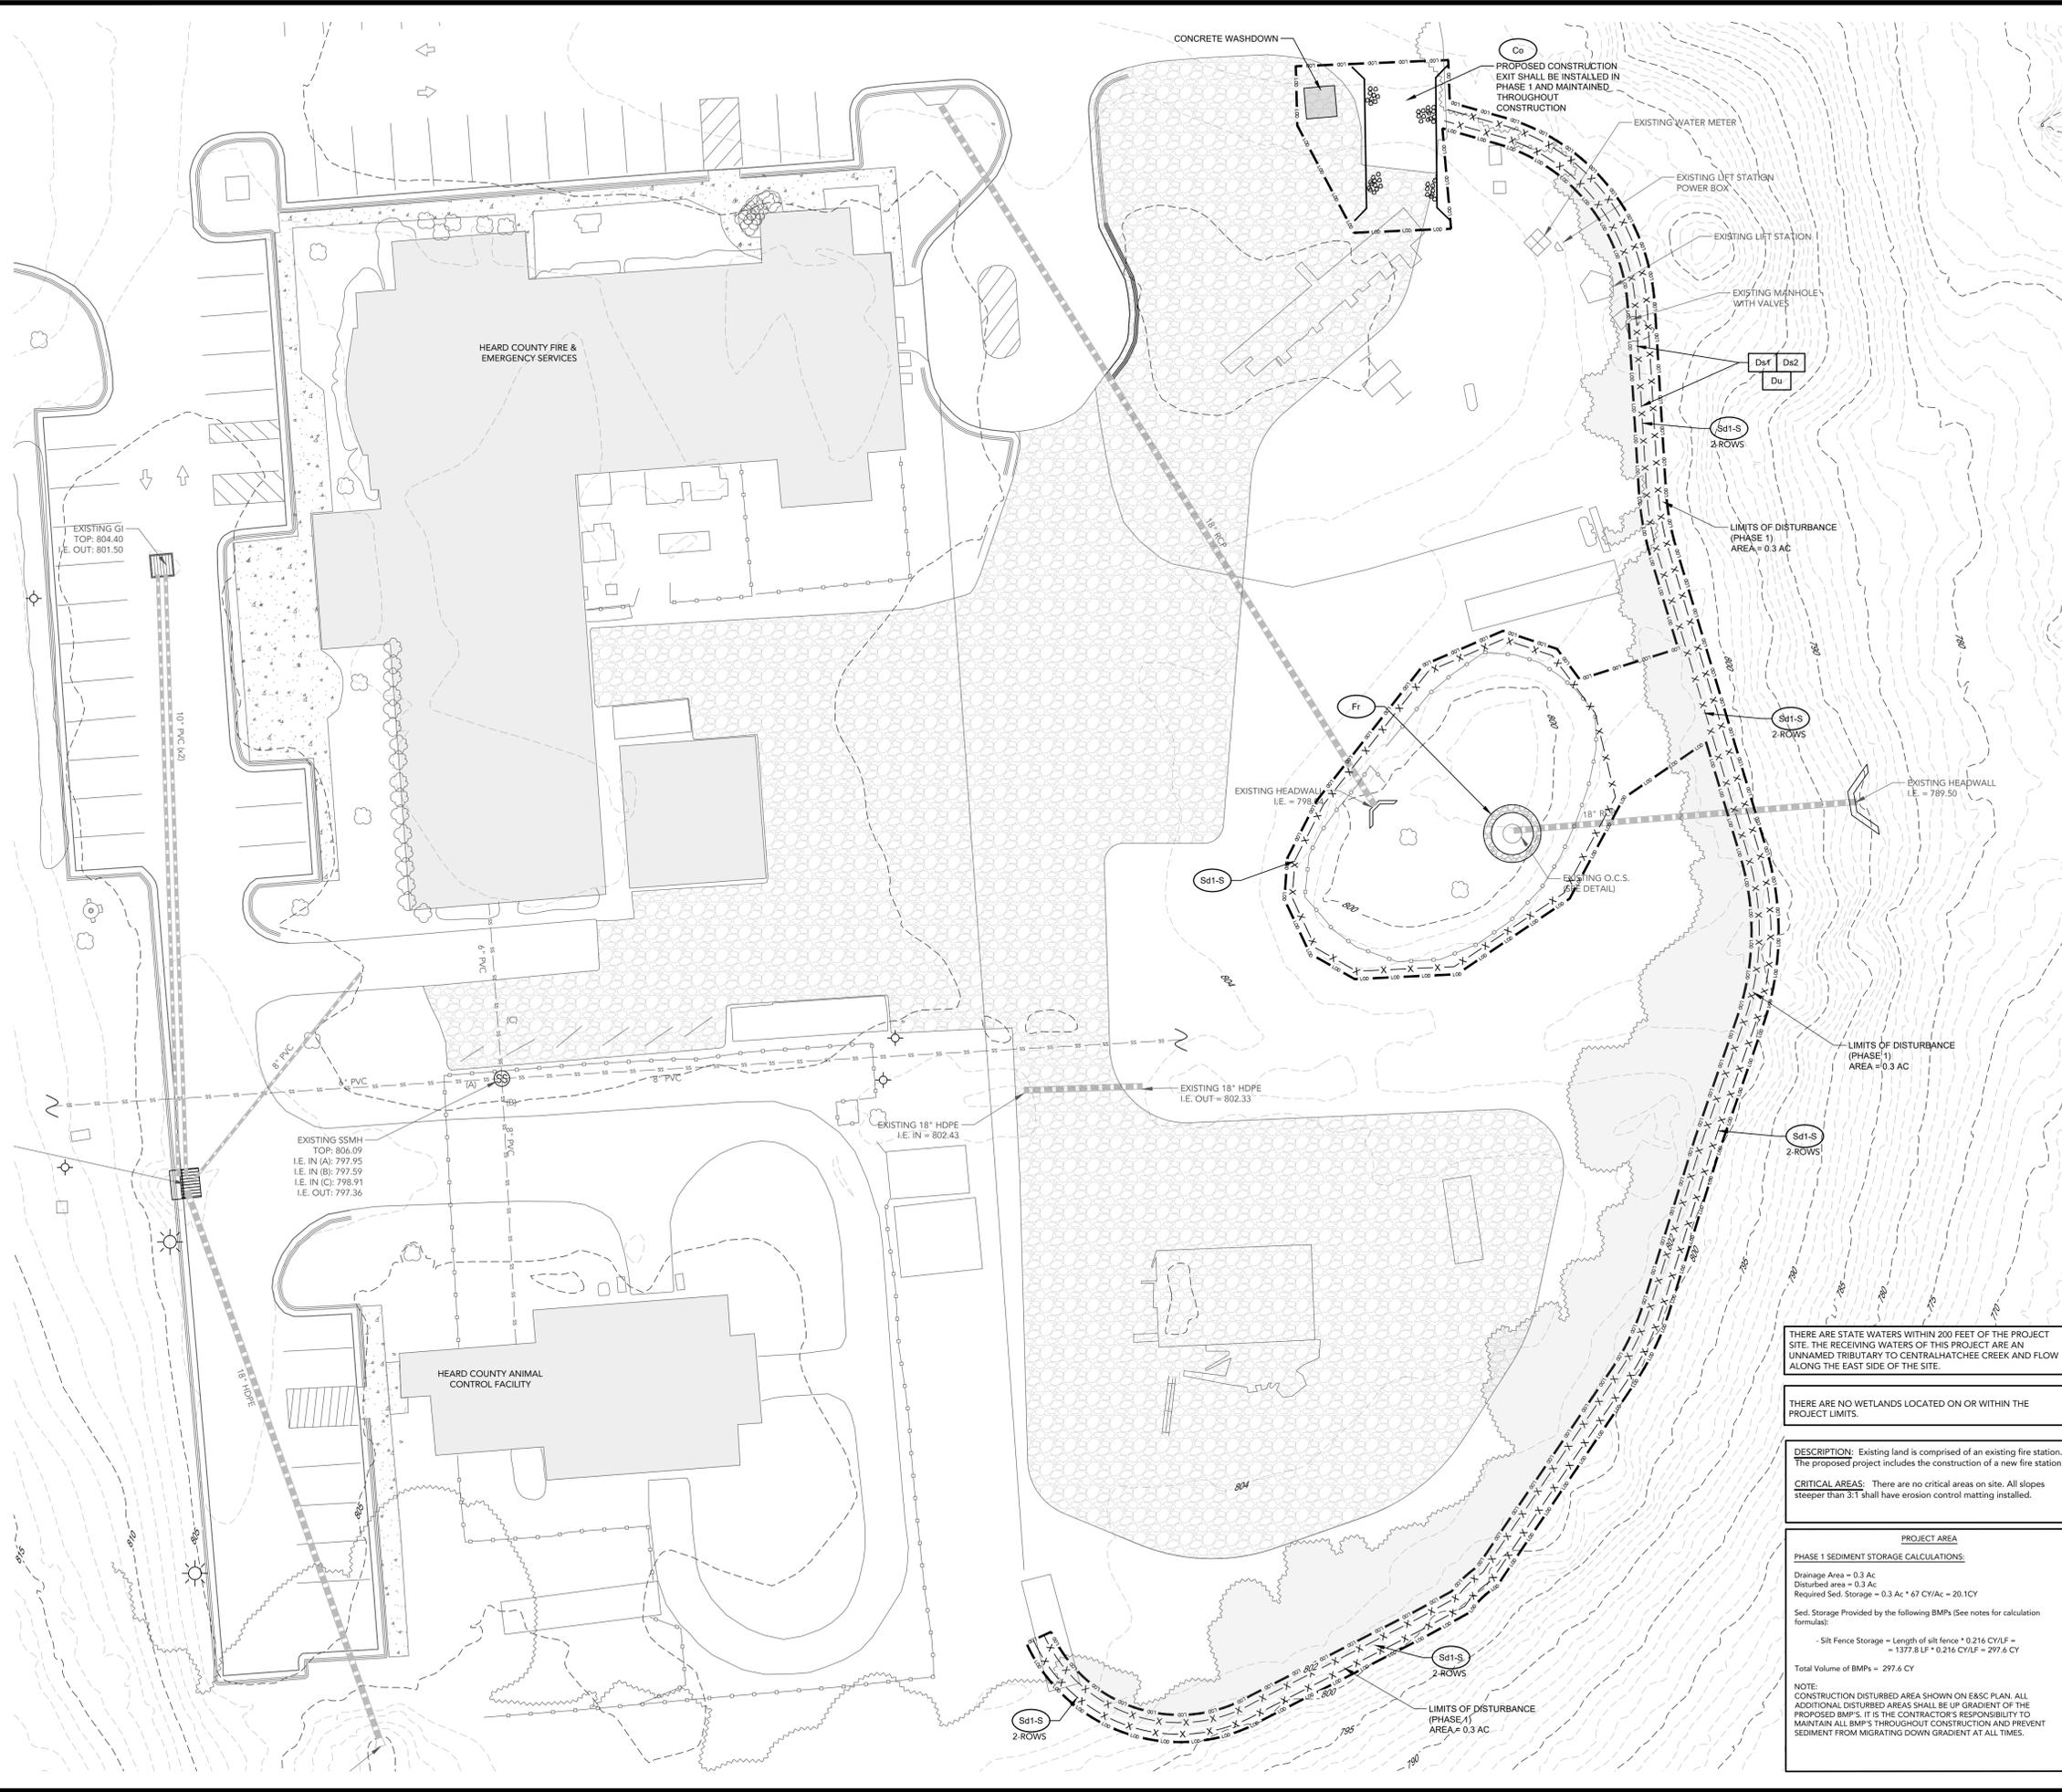 CONCRETE WASHDOWN
Co
PROPOSED CONSTRUCTION
EXIT SHALL BE INSTALLED IN
PHASE 1 AND MAINTAINED
THROUGHOUT
CONSTRUCTION
EXISTING WATER METER
EXISTING LIFT STATION
POWER BOX
EXISTING LIFT STATION
EXISTING MANHOLE
WITH VALVES
HEARD COUNTY FIRE &
EMERGENCY SERVICES
Ds1 Ds2
Du
Sd1-S
2-ROWS
EXISTING GI
TOP: 804.40
I.E. OUT: 801.50
18" RCP
LIMITS OF DISTURBANCE
(PHASE 1)
AREA = 0.3 AC
800
790
780
10" PVC (x2)
Fr
800
Sd1-S
2-ROWS
EXISTING HEADWALL
EXISTING HEADWALL
I.E. = 789.50
18" RCP
Sd1-S
EXISTING O.C.S.
(SEE DETAIL)
800
6" PVC
804
8" PVC
(C)
6" PVC
(A)
SS
8" PVC
(B)
8" PVC
EXISTING 18" HDPE
I.E. OUT = 802.33
EXISTING 18" HDPE
I.E. IN = 802.43
LIMITS OF DISTURBANCE
(PHASE 1)
AREA = 0.3 AC
EXISTING SSMH
TOP: 806.09
I.E. IN (A): 797.95
I.E. IN (B): 797.59
I.E. IN (C): 798.91
I.E. OUT: 797.36
Sd1-S
2-ROWS
802
800
795
790
785
780
775
770
18" HDPE
HEARD COUNTY ANIMAL
CONTROL FACILITY
THERE ARE STATE WATERS WITHIN 200 FEET OF THE PROJECT
SITE. THE RECEIVING WATERS OF THIS PROJECT ARE AN
UNNAMED TRIBUTARY TO CENTRALHATCHEE CREEK AND FLOW
ALONG THE EAST SIDE OF THE SITE.
THERE ARE NO WETLANDS LOCATED ON OR WITHIN THE
PROJECT LIMITS.
DESCRIPTION: Existing land is comprised of an existing fire station.
The proposed project includes the construction of a new fire station
CRITICAL AREAS: There are no critical areas on site. All slopes
steeper than 3:1 shall have erosion control matting installed.
804
815
810
805
805
PROJECT AREA
PHASE 1 SEDIMENT STORAGE CALCULATIONS:
Drainage Area = 0.3 Ac
Disturbed area = 0.3 Ac
Required Sed. Storage = 0.3 Ac * 67 CY/Ac = 20.1CY
Sed. Storage Provided by the following BMPs (See notes for calculation
formulas):
- Silt Fence Storage = Length of silt fence * 0.216 CY/LF =
= 1377.8 LF * 0.216 CY/LF = 297.6 CY
Total Volume of BMPs = 297.6 CY
NOTE:
CONSTRUCTION DISTURBED AREA SHOWN ON E&SC PLAN. ALL
ADDITIONAL DISTURBED AREAS SHALL BE UP GRADIENT OF THE
PROPOSED BMP'S. IT IS THE CONTRACTOR'S RESPONSIBILITY TO
MAINTAIN ALL BMP'S THROUGHOUT CONSTRUCTION AND PREVENT
SEDIMENT FROM MIGRATING DOWN GRADIENT AT ALL TIMES.
Sd1-S
2-ROWS
802
800
LIMITS OF DISTURBANCE
(PHASE 1)
AREA = 0.3 AC
Sd1-S
2-ROWS
795
790